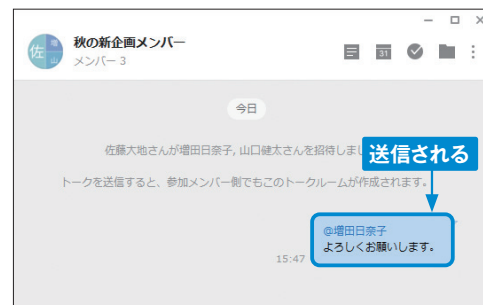 佐
増
山
秋の新企画メンバー
メンバー 3
31
今日
佐藤大地さんが増田日奈子, 山口健太さんを招待しまし
送信される
トークを送信すると、参加メンバー側でもこのトークルームが作成されます。
@増田日奈子
よろしくお願いします。
15:47